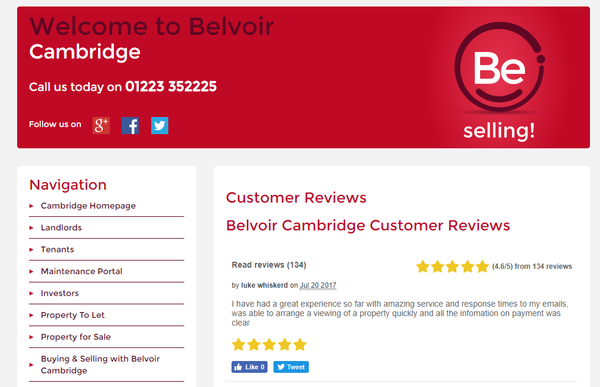 Welcome to Belvoir
Cambridge
Call us today on 01223 352225
Follow us on
g+
f
Be
selling!
Navigation
Cambridge Homepage
Landlords
Tenants
Maintenance Portal
Investors
Property To Let
Property for Sale
Buying & Selling with Belvoir
Cambridge
Customer Reviews
Belvoir Cambridge Customer Reviews
Read reviews (134)
(4.6/5) from 134 reviews
by luke whiskerd on Jul 20 2017
I have had a great experience so far with amazing service and response times to my emails,
was able to arrange a viewing of a property quickly and all the infomation on payment was
clear
Like 0
Tweet